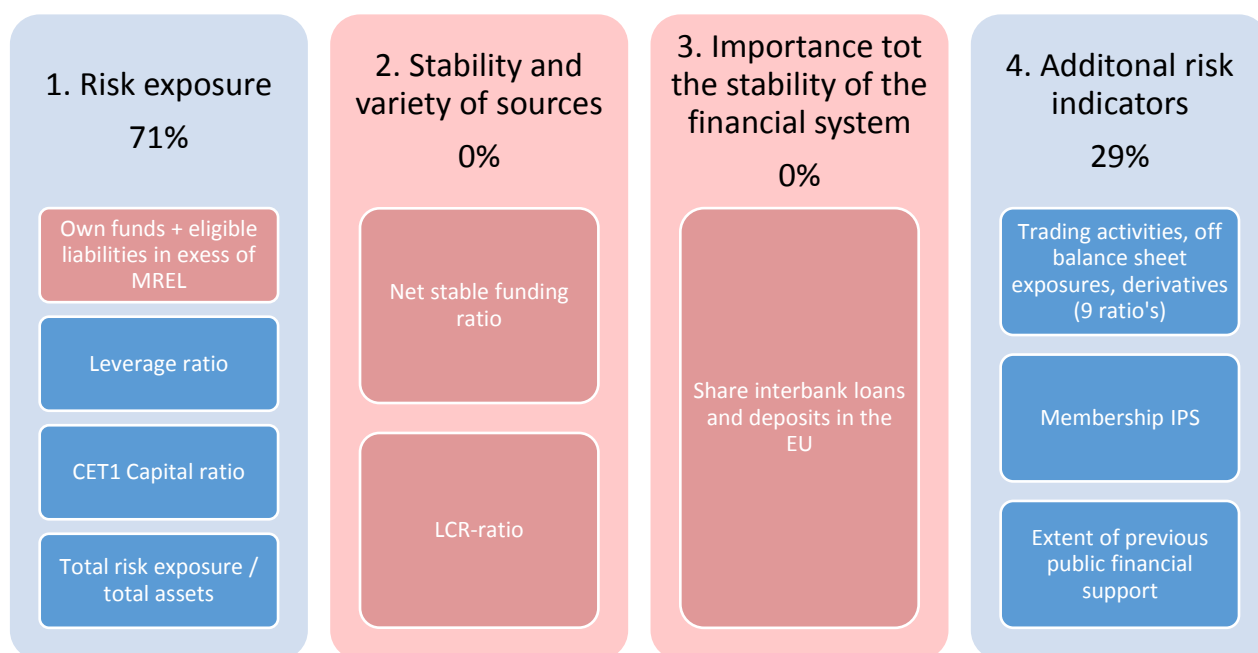 1. Risk exposure
71%
Own funds + eligible
liabilities in exess of
MREL
Leverage ratio
CET1 Capital ratio
Total risk exposure /
total assets
2. Stability and
variety of sources
0%
Net stable funding
ratio
LCR-ratio
3. Importance tot
the stability of the
financial system
0%
Share interbank loans
and deposits in the
EU
4. Additonal risk
indicators
29%
Trading activities, off
balance sheet
exposures, derivatives
(9 ratio's)
Membership IPS
Extent of previous
public financial
support